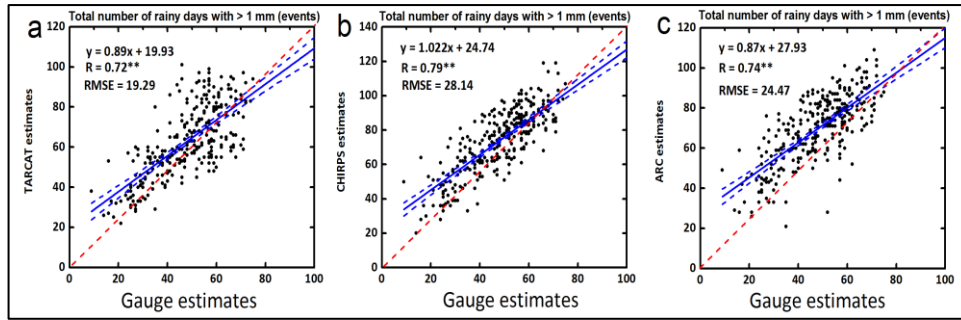 Total number of rainy days with > 1 mm (events)
a
y = 0.89x + 19.93
R = 0.72**
RMSE = 19.29
TARCAT estimates
120
100
80
60
40
20
0
0 20 40 60 80 100
Gauge estimates
Total number of rainy days with > 1 mm (events)
b
y = 1.022x + 24.74
R = 0.79**
RMSE = 28.14
CHIRPS estimates
140
120
100
80
60
40
20
0
0 20 40 60 80 100
Gauge estimates
Total number of rainy days with > 1 mm (events)
c
y = 0.87x + 27.93
R = 0.74**
RMSE = 24.47
ARC estimates
120
100
80
60
40
20
0
0 20 40 60 80 100
Gauge estimates